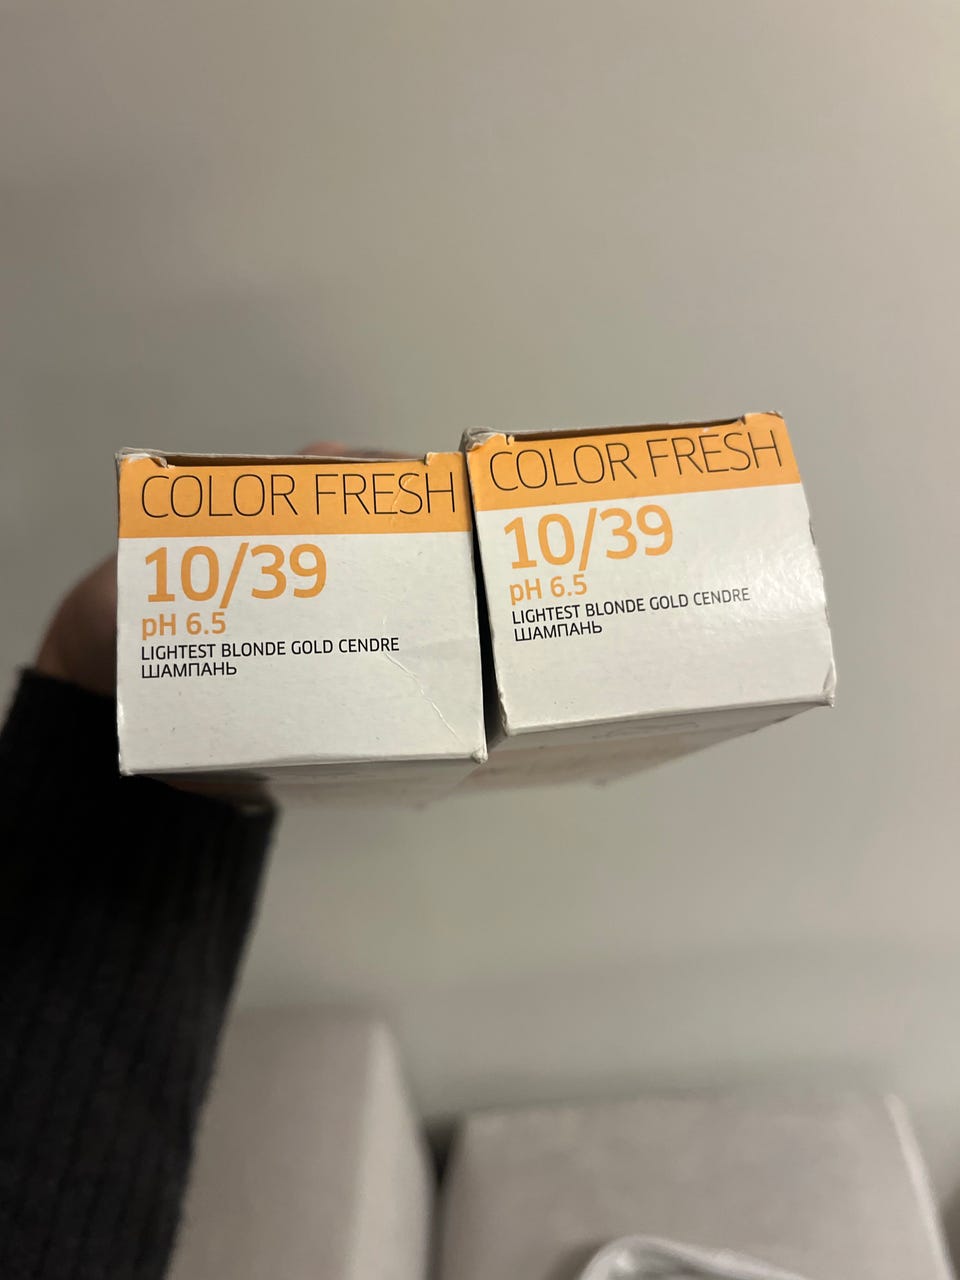 COLOR FRESH
10/39
pH 6.5
LIGHTEST BLONDE GOLD CENDRE
ШАМПАНЬ
COLOR FRESH
10/39
pH 6.5
LIGHTEST BLONDE GOLD CENDRE
ШАМПАНЬ